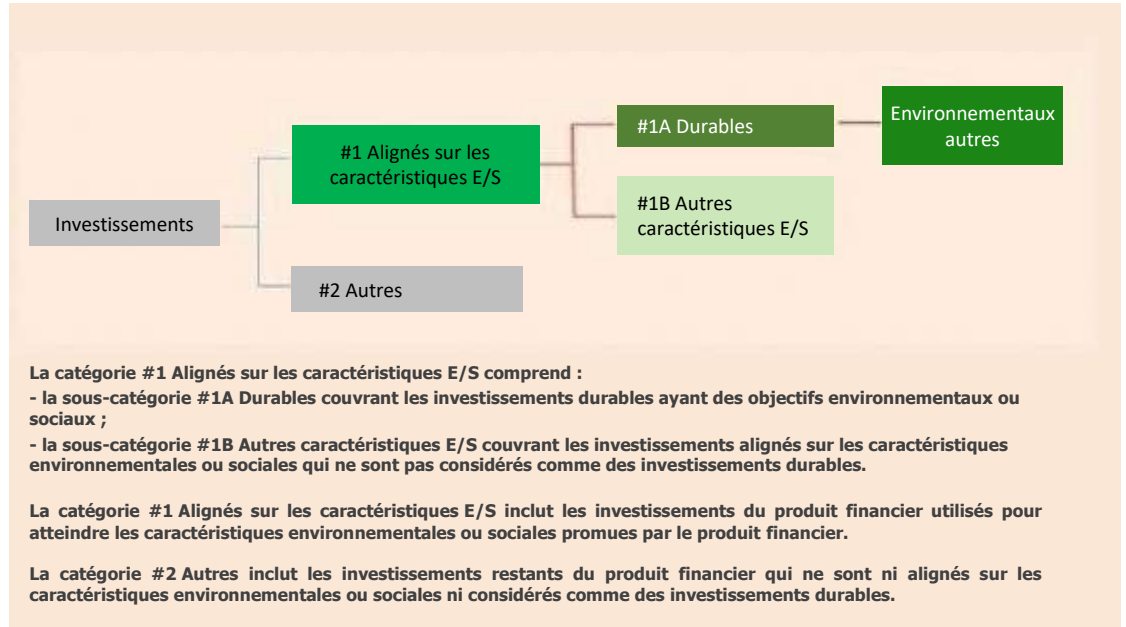 Environnementaux
autres
#1A Durables
#1 Alignés sur les
caractéristiques E/S
#1B Autres
caractéristiques E/S
Investissements
#2 Autres
La catégorie #1 Alignés sur les caractéristiques E/S comprend :
- la sous-catégorie #1A Durables couvrant les investissements durables ayant des objectifs environnementaux ou
sociaux ;
- la sous-catégorie #1B Autres caractéristiques E/S couvrant les investissements alignés sur les caractéristiques
environnementales ou sociales qui ne sont pas considérés comme des investissements durables.
La catégorie #1 Alignés sur les caractéristiques E/S inclut les investissements du produit financier utilisés pour
atteindre les caractéristiques environnementales ou sociales promues par le produit financier.
La catégorie #2 Autres inclut les investissements restants du produit financier qui ne sont ni alignés sur les
caractéristiques environnementales ou sociales ni considérés comme des investissements durables.